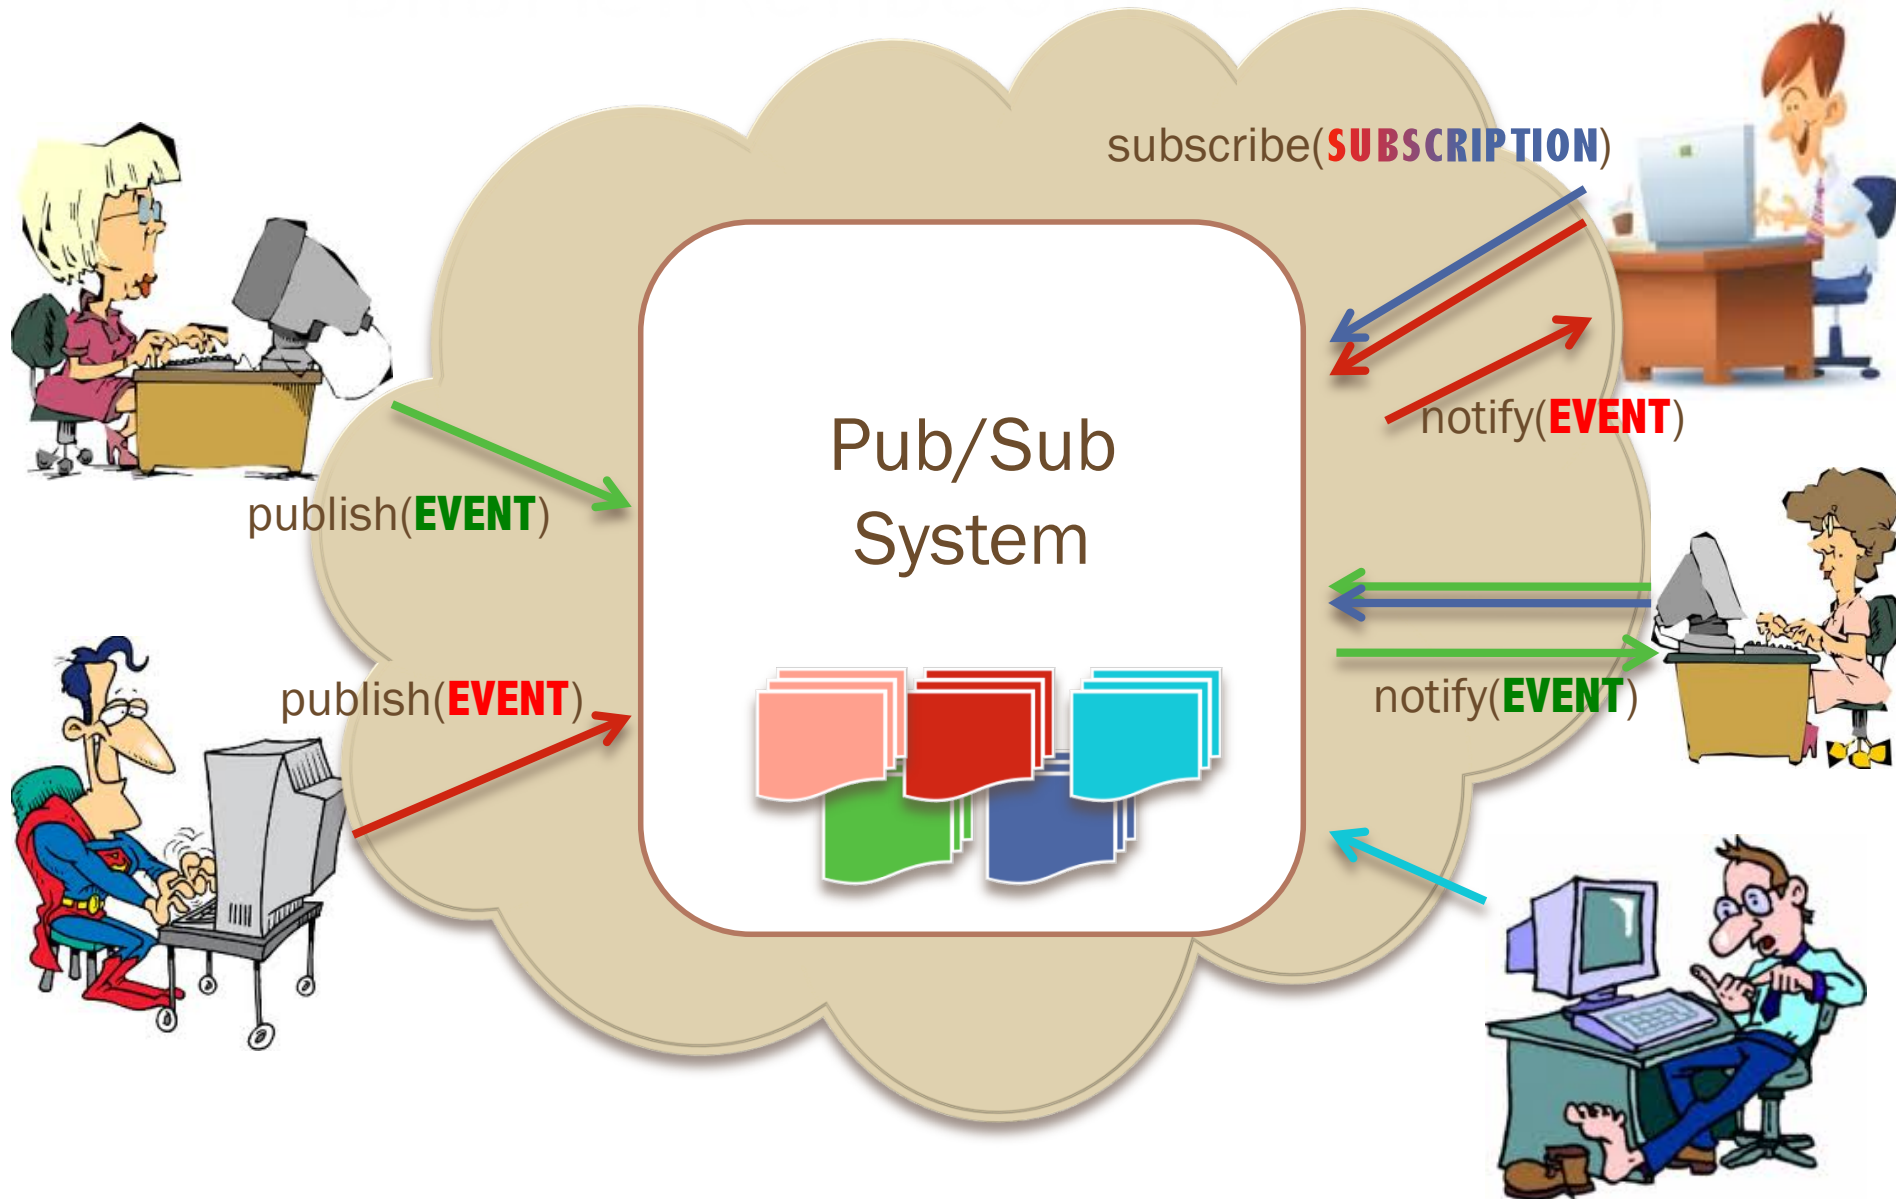 subscribe(SUBSCRIPTION)
notify(EVENT)
Pub/Sub
System
publish(EVENT)
publish(EVENT)
notify(EVENT)